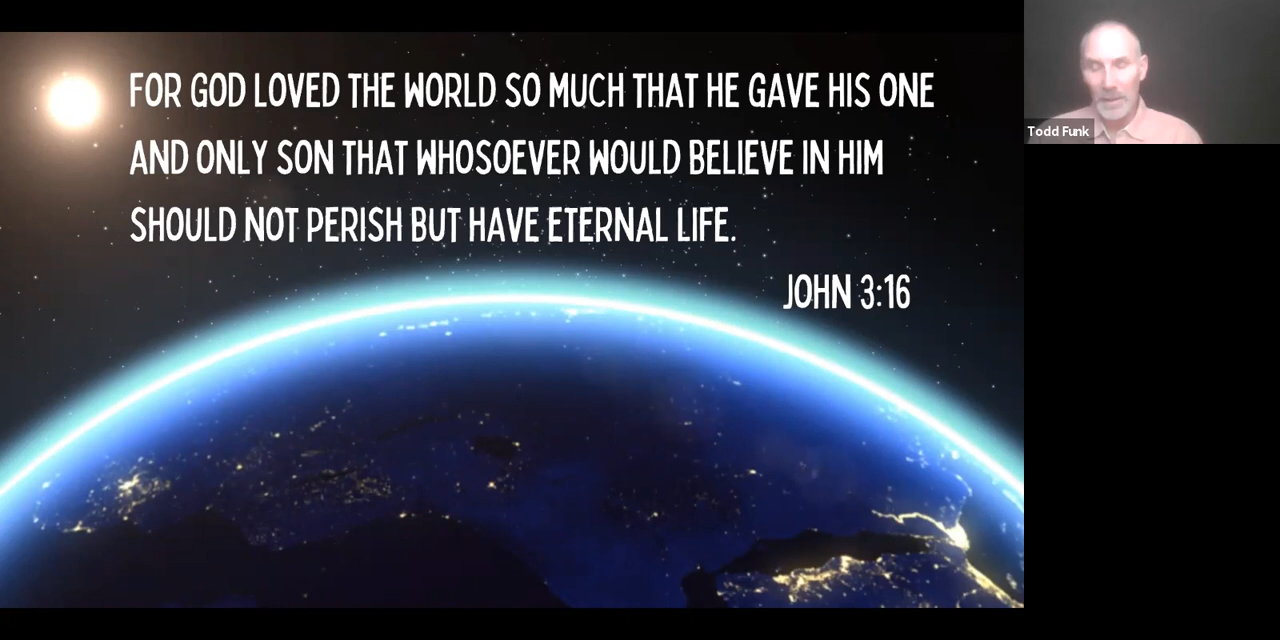 FOR GOD LOVED THE WORLD SO MUCH THAT HE GAVE HIS ONE
AND ONLY SON THAT WHOSOEVER WOULD BELIEVE IN HIM
SHOULD NOT PERISH BUT HAVE ETERNAL LIFE.
JOHN 3:16
Todd Funk